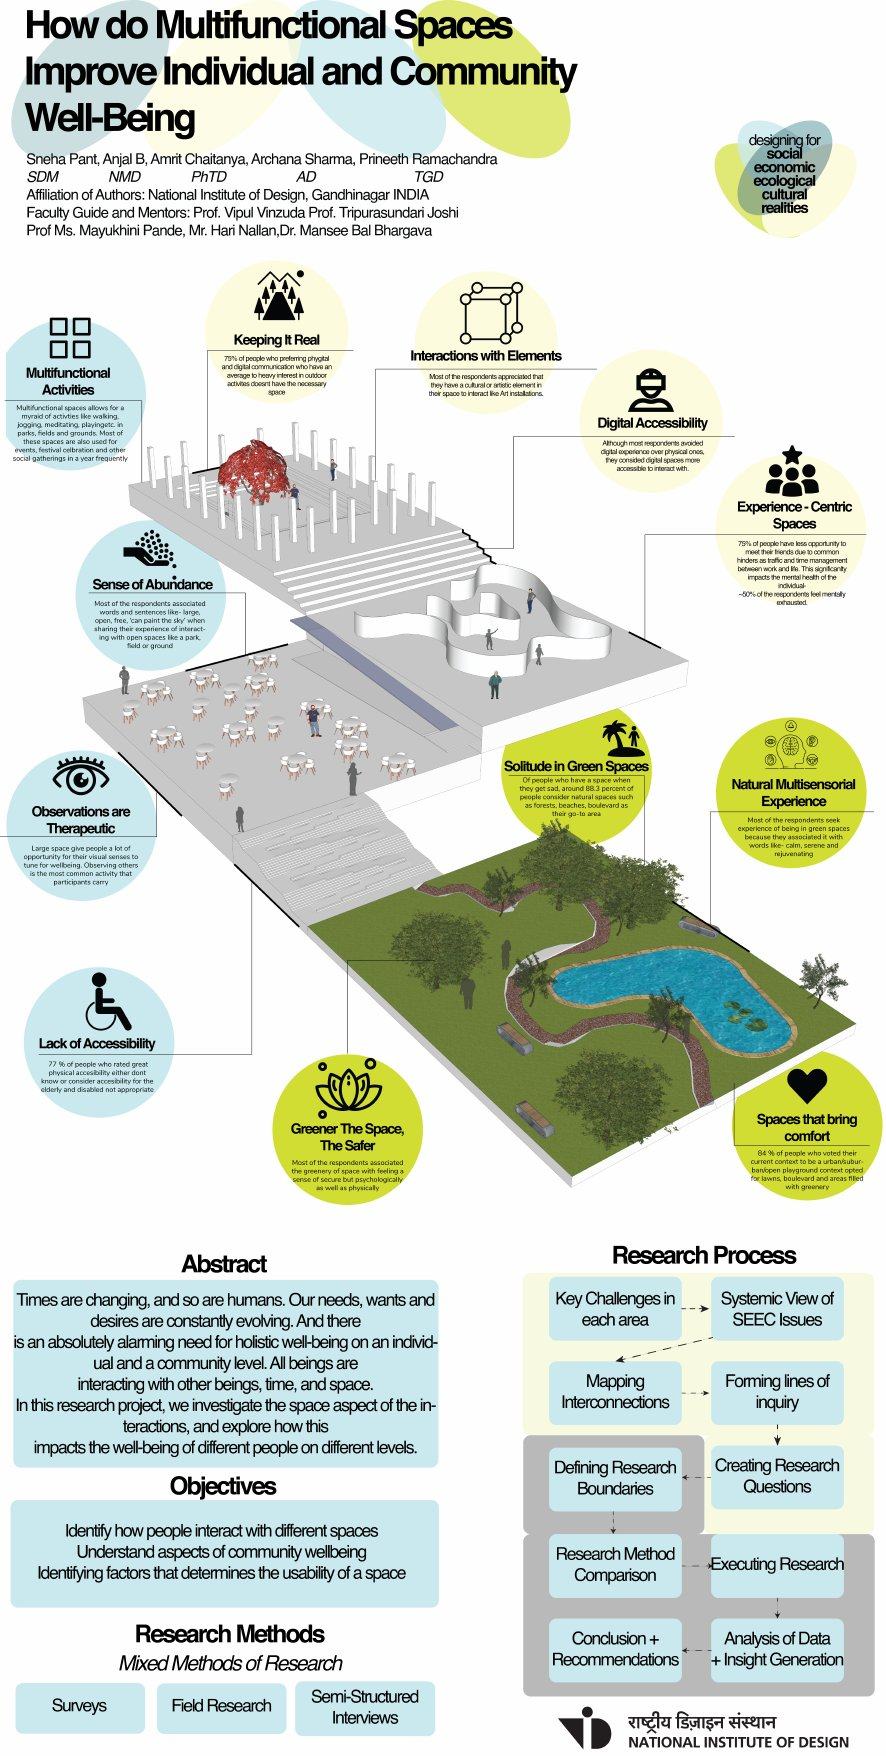 How do Multifunctional Spaces
Improve Individual and Community
Well-Being
Sneha Pant, Anjal B, Amrit Chaitanya, Archana Sharma, Prineeth Ramachandra
SDM NMD PhTD AD TGD
Affiliation of Authors: National Institute of Design, Gandhinagar INDIA
Faculty Guide and Mentors: Prof. Vipul Vinzuda Prof. Tripurasundari Joshi
Prof Ms. Mayukhini Pande, Mr. Hari Nallan,Dr. Mansee Bal Bhargava
designing for
social
economic
ecological
cultural
realities
Multifunctional
Activities
Multifunctional spaces allows for a
myraid of activties like walking,
jogging, meditating, playingetc. in
parks, fields and grounds. Most of
these spaces are also used for
events, festival celbration and other
social gatherings in a year frequently
Keeping It Real
75% of people who preferring phygital
and digital communication who have an
average to heavy interest in outdoor
activites doesnt have the necessary
space
Interactions with Elements
Most of the respondents appreciated that
they have a cultural or artistic element in
their space to interact like Art installations.
Digital Accessibility
Although most respondents avoided
digital experience over physical ones,
they consided digital spaces more
accessible to interact with.
Experience - Centric
Spaces
75% of people have less opportunity to
meet their friends due to common
hinders as traffic and time management
between work and life. This significantly
impacts the mental health of the
individual-
~50% of the respondents feel mentally
exhausted.
Sense of Abundance
Most of the respondents associated
words and sentences like- large,
open, free, 'can paint the sky' when
sharing their experience of interact-
ing with open spaces like a park,
field or ground
Solitude in Green Spaces
Of people who have a space when
they get sad, around 88.3 percent of
people consider natural spaces such
as forests, beaches, boulevard as
their go-to area
Natural Multisensorial
Experience
Most of the respondents seek
experience of being in green spaces
because they associated it with
words like- calm, serene and
rejuvenating
Observations are
Therapeutic
Large space give people a lot of
opportunity for their visual senses to
tune for wellbeing. Observing others
is the most common activity that
participants carry
Lack of Accessibility
77 % of people who rated great
physical accesibility either dont
know or consider accesibility for the
elderly and disabled not appropriate.
Greener The Space,
The Safer
Most of the respondents associated
the greenery of space with feeling a
sense of secure but psychologically
as well as physically
Spaces that bring
comfort
84 % of people who voted their
current context to be a urban/subur-
ban/open playground context opted
for lawns, boulevard and areas filled
with greenery
Abstract
Times are changing, and so are humans. Our needs, wants and
desires are constantly evolving. And there
is an absolutely alarming need for holistic well-being on an individ-
ual and a community level. All beings are
interacting with other beings, time, and space.
In this research project, we investigate the space aspect of the in-
teractions, and explore how this
impacts the well-being of different people on different levels.
Objectives
Identify how people interact with different spaces
Understand aspects of community wellbeing
Identifying factors that determines the usability of a space
Research Methods
Mixed Methods of Research
Surveys
Field Research
Semi-Structured
Interviews
Research Process
Key Challenges in
each area
Systemic View of
SEEC Issues
Mapping
Interconnections
Forming lines of
inquiry
Creating Research
Questions
Defining Research
Boundaries
Research Method
Comparison
Executing Research
Analysis of Data
+ Insight Generation
Conclusion +
Recommendations
राष्ट्रीय डिज़ाइन संस्थान
NATIONAL INSTITUTE OF DESIGN